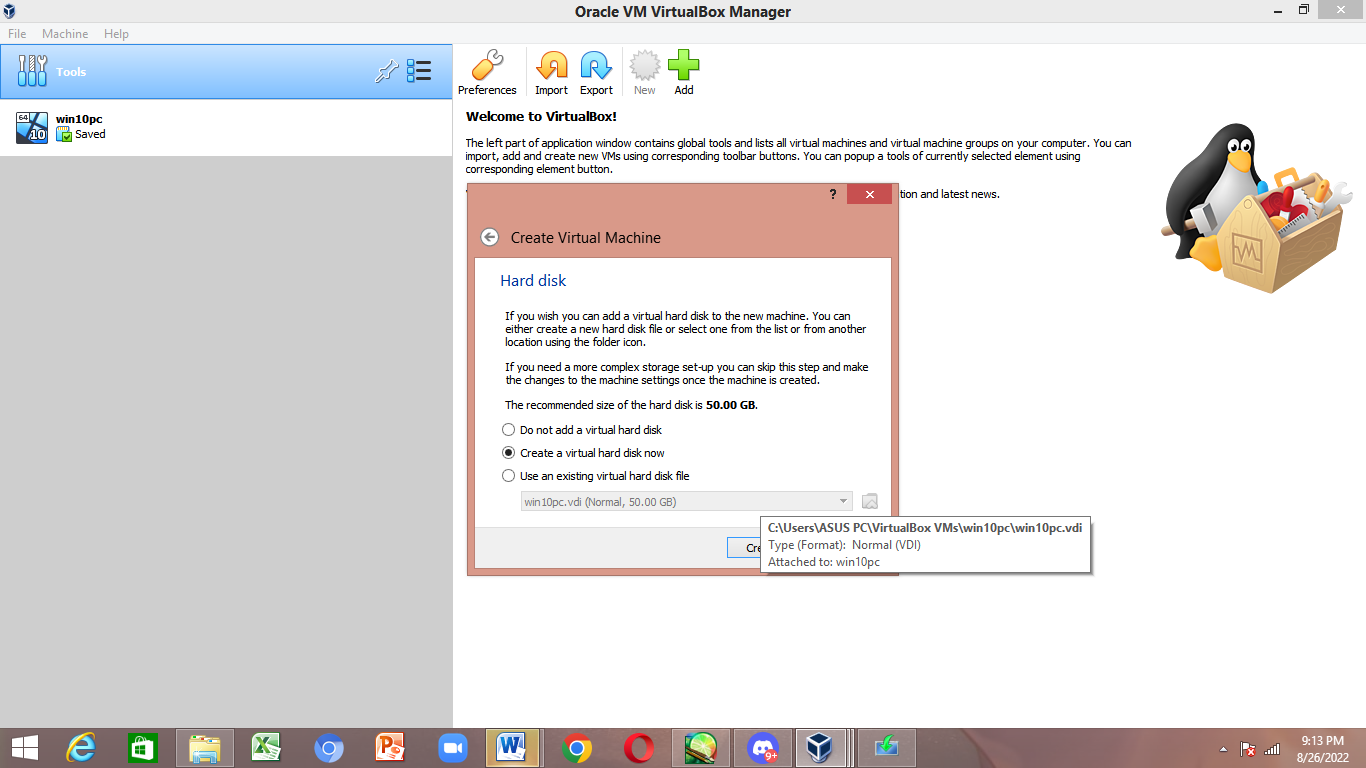 Oracle VM VirtualBox Manager
File Machine Help
Tools
Preferences Import Export New Add
64
10
win10pc
Saved
Welcome to VirtualBox!
The left part of application window contains global tools and lists all virtual machines and virtual machine groups on your computer. You can
import, add and create new VMs using corresponding toolbar buttons. You can popup a tools of currently selected element using
corresponding element button.
tion and latest news.
?
Create Virtual Machine
Hard disk
If you wish you can add a virtual hard disk to the new machine. You can
either create a new hard disk file or select one from the list or from another
location using the folder icon.
If you need a more complex storage set-up you can skip this step and make
the changes to the machine settings once the machine is created.
The recommended size of the hard disk is 50.00 GB.
Do not add a virtual hard disk
Create a virtual hard disk now
Use an existing virtual hard disk file
win10pc.vdi (Normal, 50.00 GB)
C:\Users\ASUS PC\VirtualBox VMs\win10pc\win10pc.vdi
Type (Format): Normal (VDI)
Attached to: win10pc
Cre
9+
9:13 PM
8/26/2022